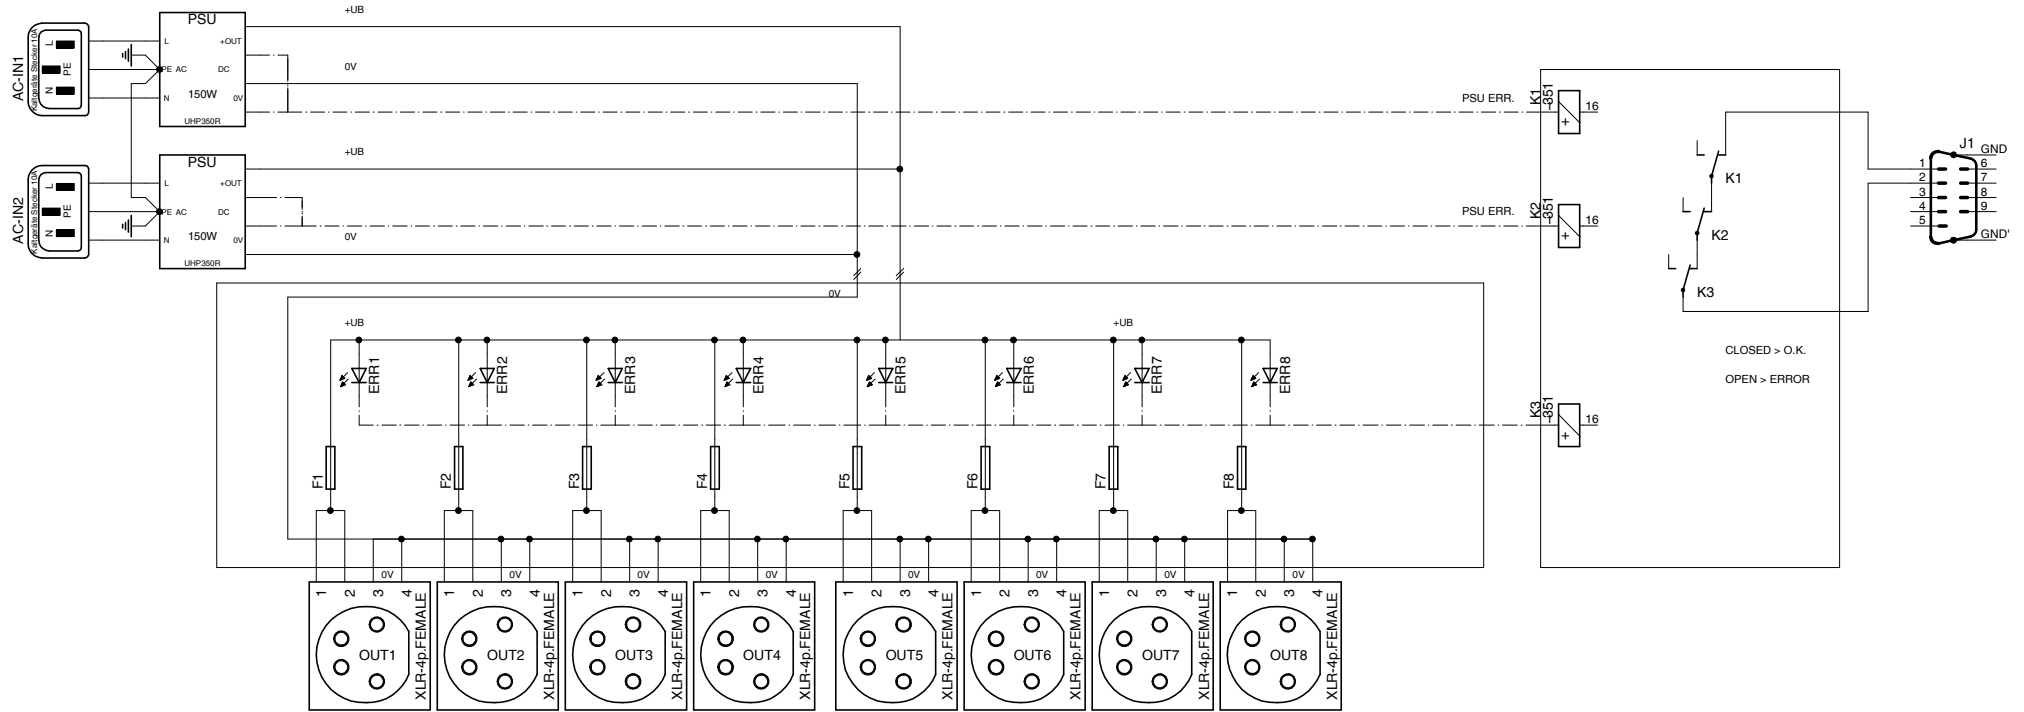 AC-IN1
Kaltgeräte Stecker 10A
L
PE
N
PSU
L
+OUT
PE AC
DC
150W
N
0V
UHP350R
+UB
0V
PSU ERR.
K1
351
16
+
AC-IN2
Kaltgeräte Stecker 10A
L
PE
N
PSU
L
+OUT
PE AC
DC
150W
N
0V
UHP350R
+UB
0V
PSU ERR.
K2
351
16
+
K1
K2
K3
J1
GND
1
2
3
4
5
6
7
8
9
GND'
CLOSED > O.K.
OPEN > ERROR
0V
+UB
+UB
ERR1
ERR2
ERR3
ERR4
ERR5
ERR6
ERR7
ERR8
K3
351
16
+
F1
F2
F3
F4
F5
F6
F7
F8
0V
0V
0V
0V
0V
0V
0V
0V
1 2 3 4
OUT1
XLR-4p.FEMALE
1 2 3 4
OUT2
XLR-4p.FEMALE
1 2 3 4
OUT3
XLR-4p.FEMALE
1 2 3 4
OUT4
XLR-4p.FEMALE
1 2 3 4
OUT5
XLR-4p.FEMALE
1 2 3 4
OUT6
XLR-4p.FEMALE
1 2 3 4
OUT7
XLR-4p.FEMALE
1 2 3 4
OUT8
XLR-4p.FEMALE